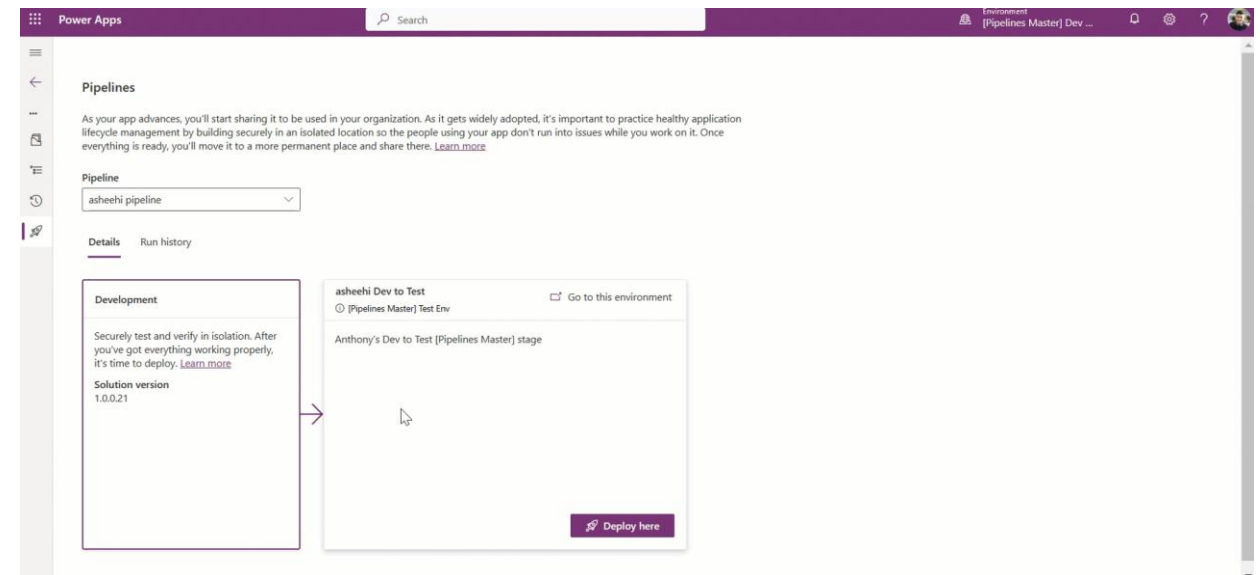 Power Apps
Search
Environment
[Pipelines Master] Dev ...
Pipelines
As your app advances, you'll start sharing it to be used in your organization. As it gets widely adopted, it's important to practice healthy application
lifecycle management by building securely in an isolated location so the people using your app don't run into issues while you work on it. Once
everything is ready, you'll move it to a more permanent place and share there. Learn more
Pipeline
asheehi pipeline
Details Run history
Development
Securely test and verify in isolation. After
you've got everything working properly,
it's time to deploy. Learn more
Solution version
1.0.0.21
asheehi Dev to Test
[Pipelines Master] Test Env
Go to this environment
Anthony's Dev to Test [Pipelines Master] stage
Deploy here